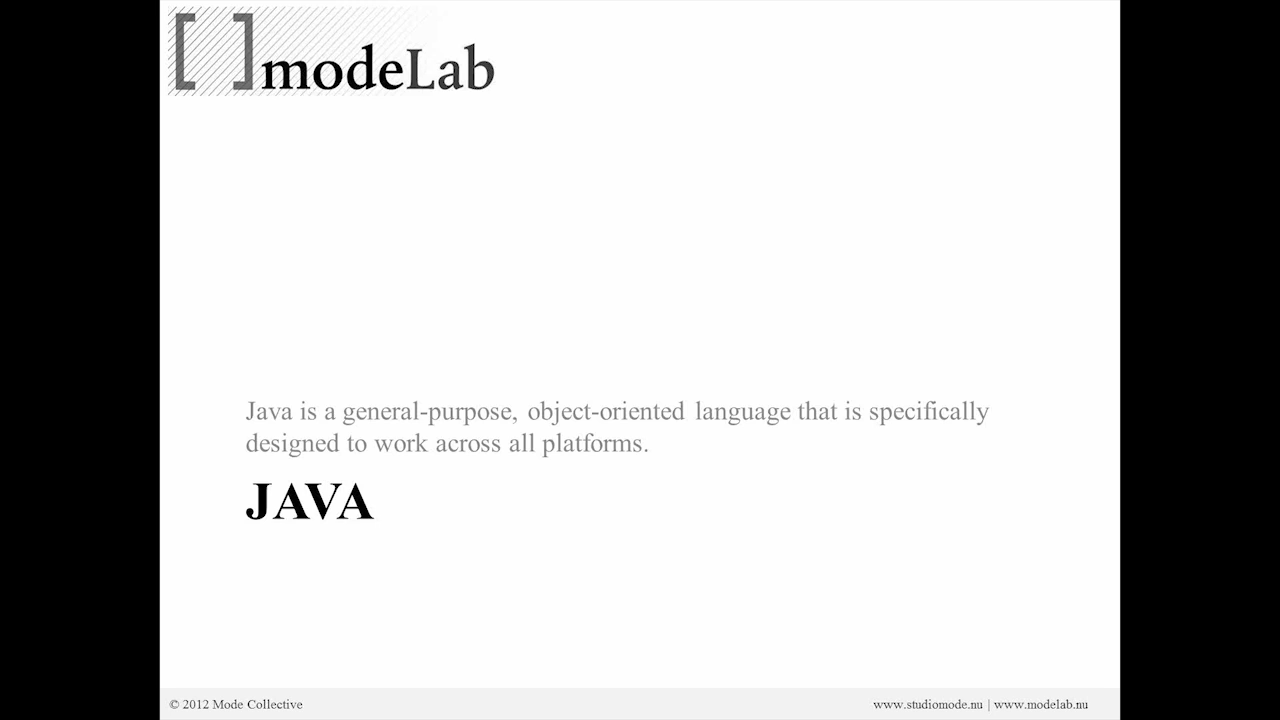 [ ]modeLab
Java is a general-purpose, object-oriented language that is specifically
designed to work across all platforms.
JAVA
© 2012 Mode Collective
www.studiomode.nu | www.modelab.nu